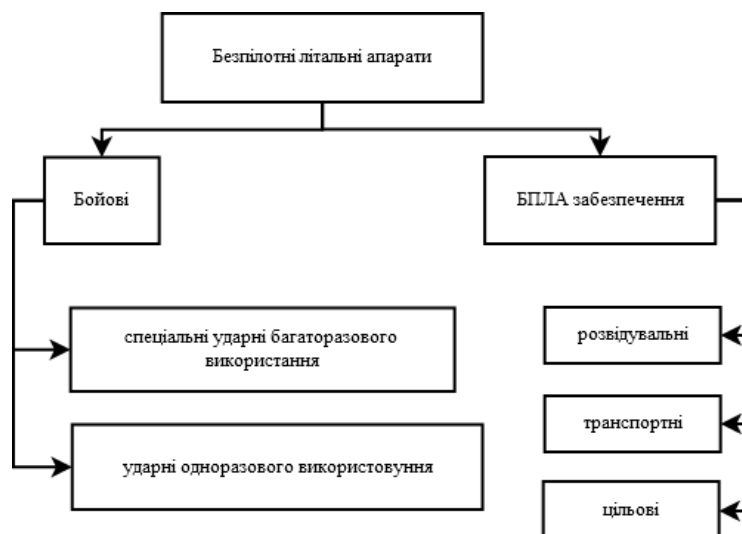 Безпілотні літальні апарати
Бойові
БПЛА забезпечення
спеціальні ударні багаторазового
використання
ударні одноразового використовуння
розвідувальні
транспортні
цільові